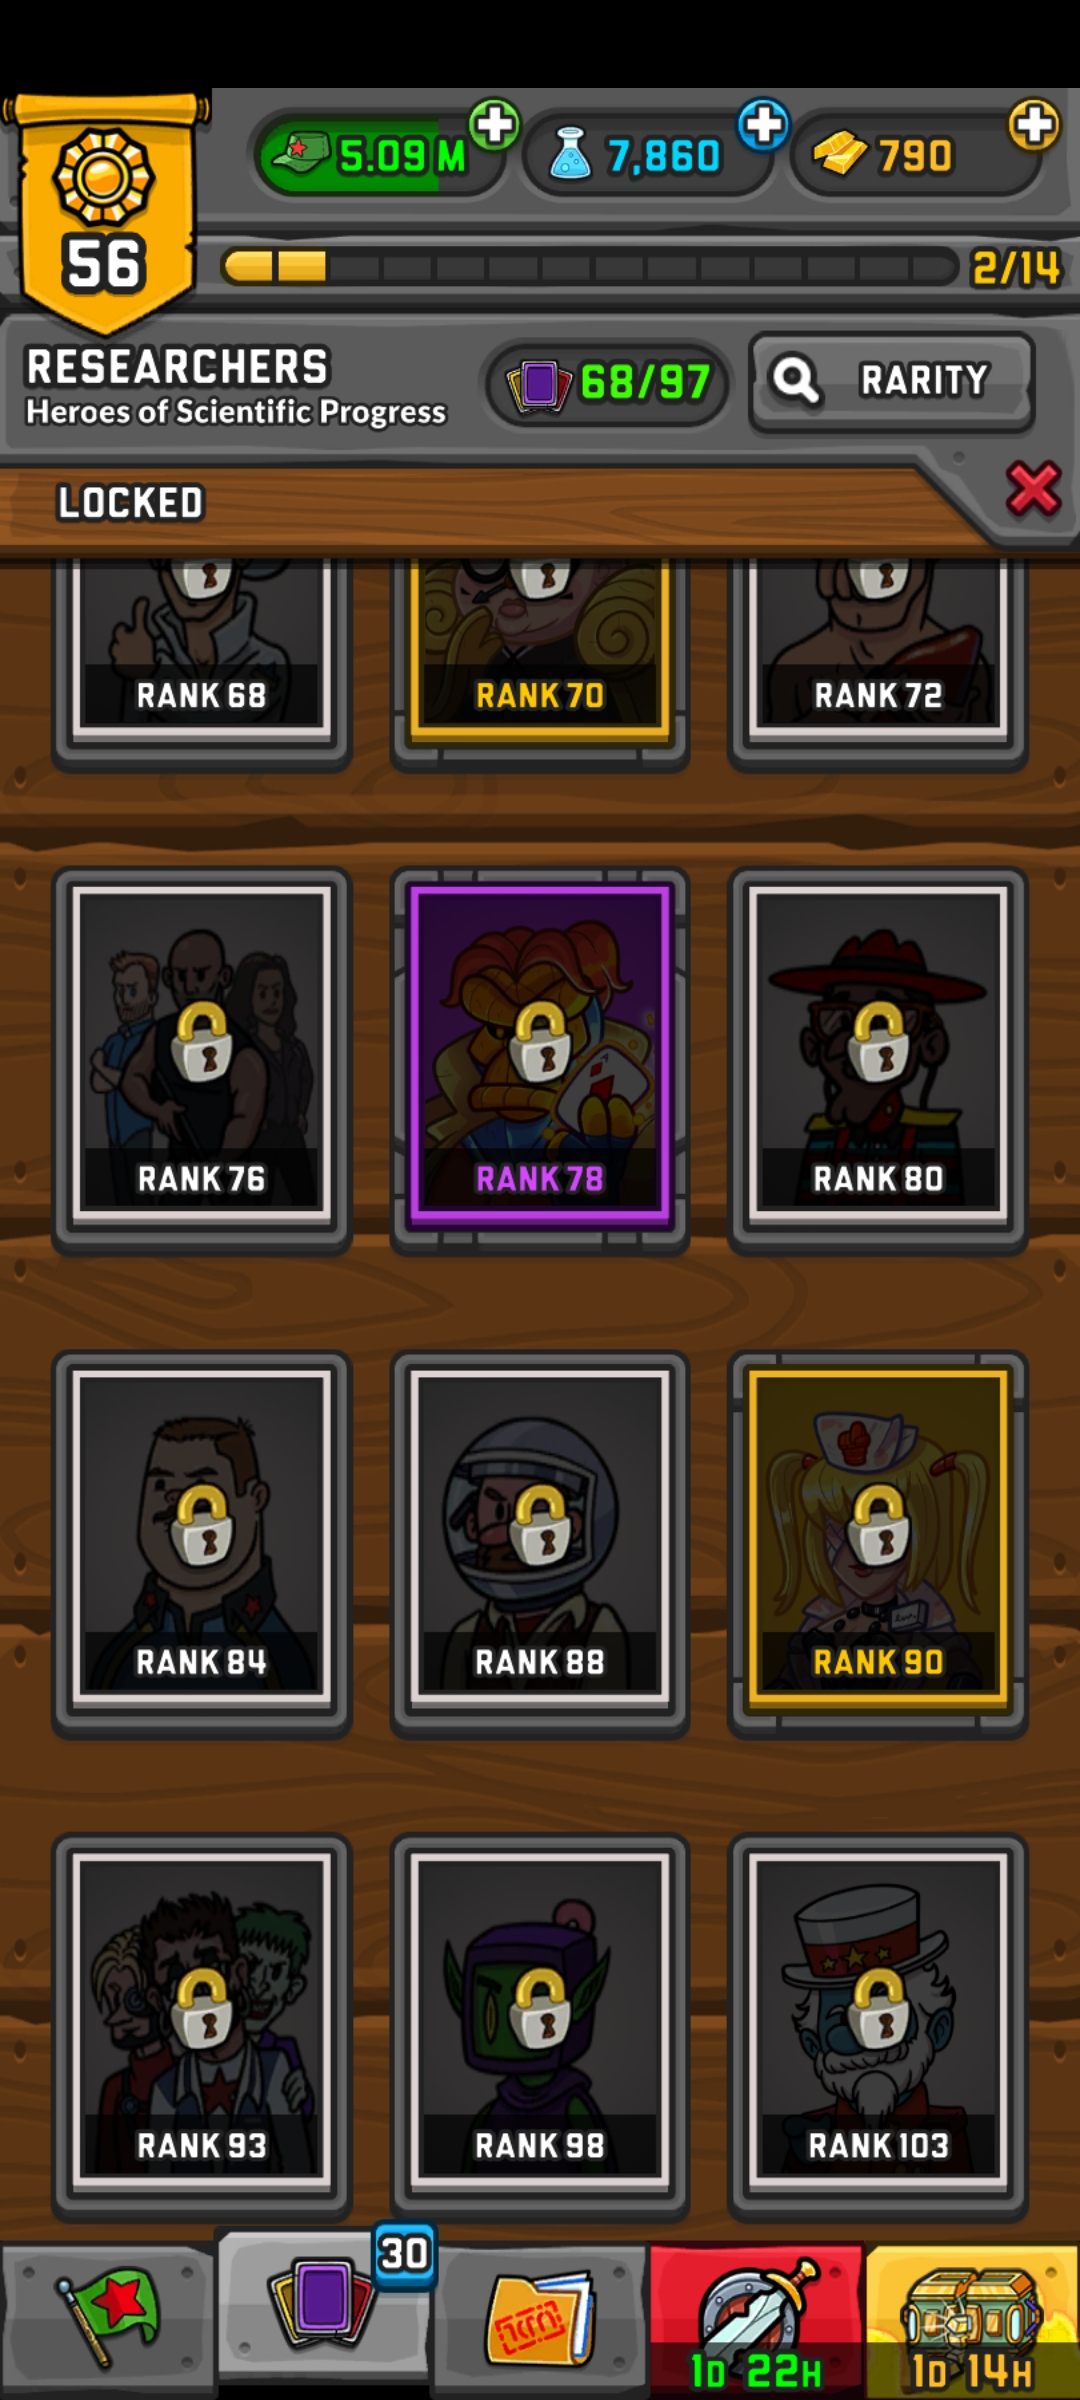 5.09 M
7,860
790
56
2/14
RESEARCHERS
Heroes of Scientific Progress
68/97
RARITY
LOCKED
RANK 68
RANK 70
RANK 72
RANK 76
RANK 78
RANK 80
RANK 84
RANK 88
RANK 90
RANK 93
RANK 98
RANK 103
30
1D 22H
1D 14H